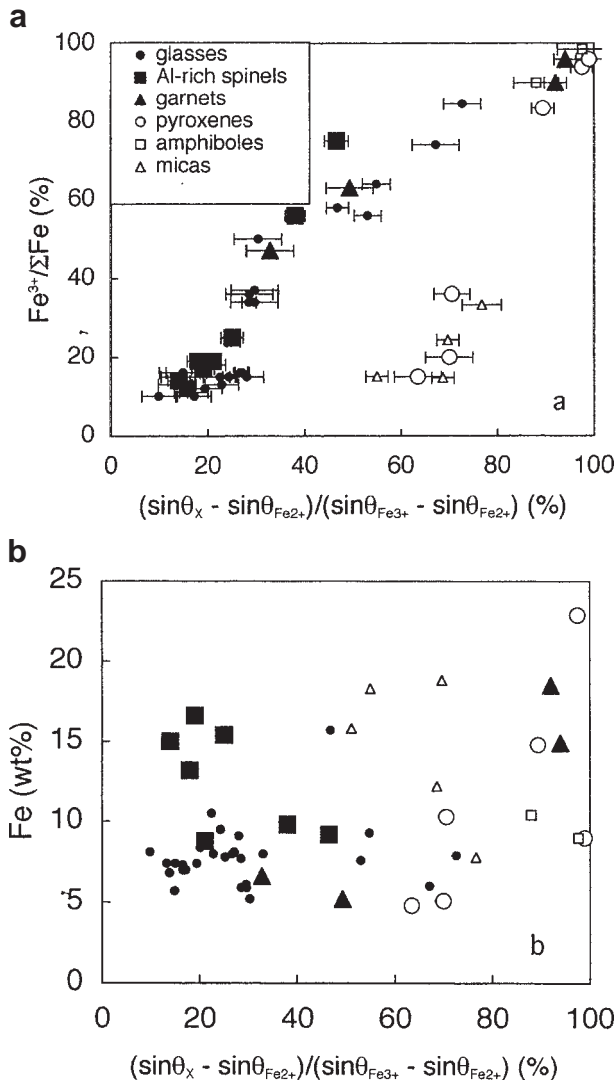 a
100
80
60
40
20
0
Fe³⁺/ΣFe (%)
glasses
Al-rich spinels
garnets
pyroxenes
amphiboles
micas
a
0 20 40 60 80 100
(sinθX - sinθFe2+)/(sinθFe3+ - sinθFe2+) (%)
b
25
20
15
10
5
0
Fe (wt%)
b
0 20 40 60 80 100
(sinθX - sinθFe2+)/(sinθFe3+ - sinθFe2+) (%)